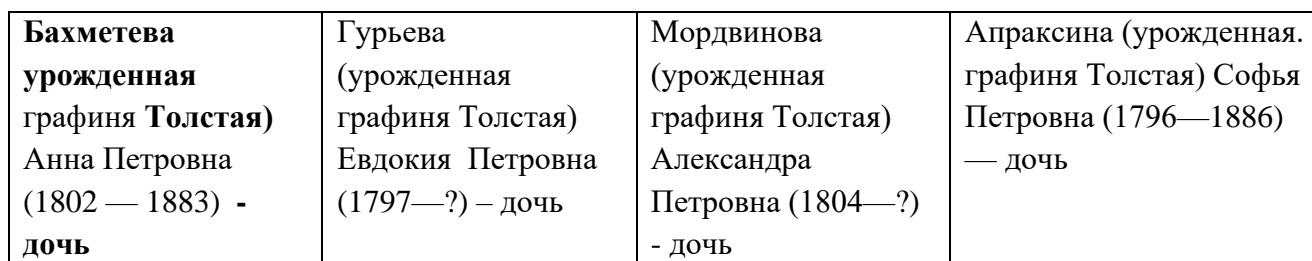 Бахметева
урожденная
графиня Толстая)
Анна Петровна
(1802 — 1883) -
дочь
Гурьева
(урожденная
графиня Толстая)
Евдокия Петровна
(1797—?) – дочь
Мордвинова
(урожденная
графиня Толстая)
Александра
Петровна (1804—?)
- дочь
Апраксина (урожденная.
графиня Толстая) Софья
Петровна (1796—1886)
— дочь